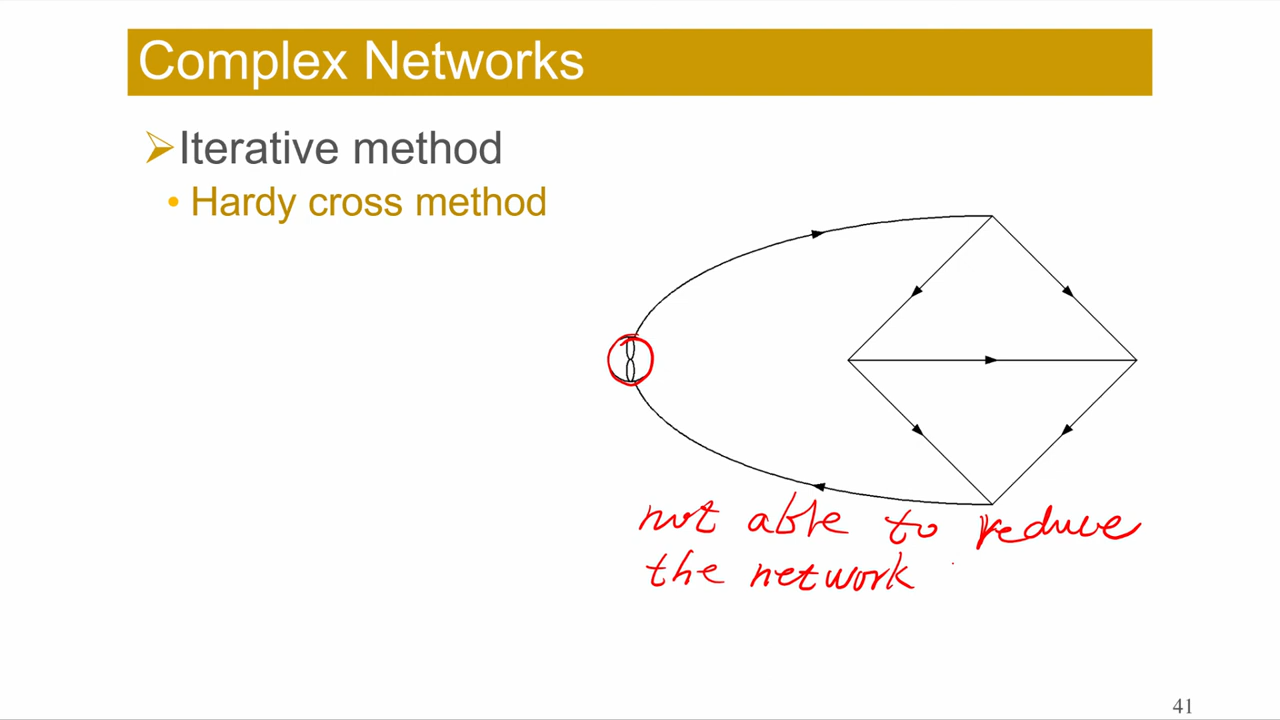 Complex Networks
Iterative method
• Hardy cross method
not able to reduce
the network
41